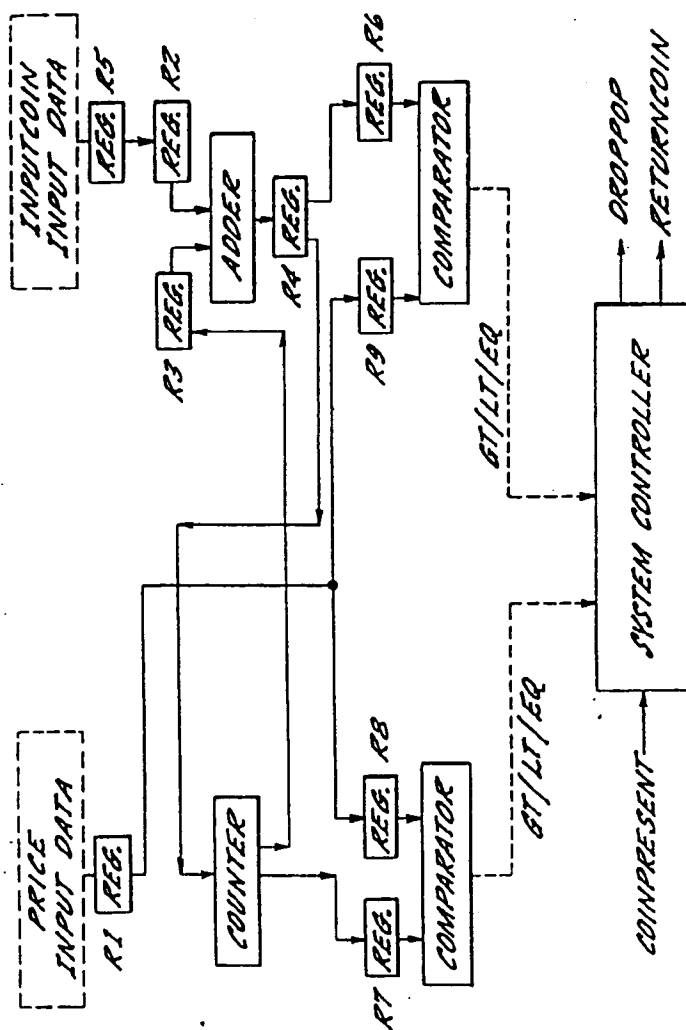 PRICE
INPUT DATA
INPUTCOIN
INPUT DATA
REG.
R1
REG.
R5
REG.
R2
R3
REG.
ADDER
REG.
R4
COUNTER
R7
REG.
REG.
R8
R9
REG.
REG.
R6
COMPARATOR
COMPARATOR
GT/LT/EQ
GT/LT/EQ
COINPRESENT
SYSTEM CONTROLLER
DROPPOP
RETURNCOIN